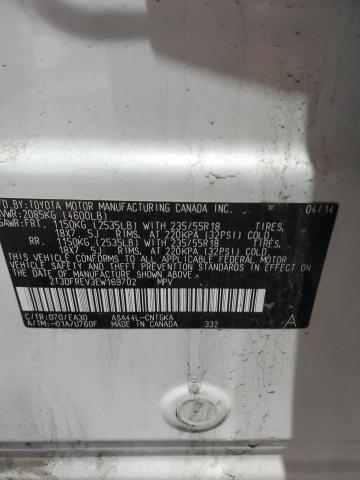 FD BY: TOYOTA MOTOR MANUFACTURING CANADA INC. 04/14
VWR: 2085KG (4600LB)
GAWR: FRT. 1150KG (2535LB) WITH 235/55R18 TIRES,
18X7.5J RIMS, AT 220KPA (32PSI) COLD
RR. 1150KG (2535LB) WITH 235/55R18 TIRES,
18X7.5J RIMS, AT 220KPA (32PSI) COLD
THIS VEHICLE CONFORMS TO ALL APPLICABLE FEDERAL MOTOR
VEHICLE SAFETY AND THEFT PREVENTION STANDARDS IN EFFECT
ON THE DATE OF MANUFACTURE SHOWN ABOVE.
2T3DFREV3EW169702 MPV
C/TR: 070/EA30 ASA44L-CNTGKA
A/TM: -01A/U760F MADE IN CANADA 332 A